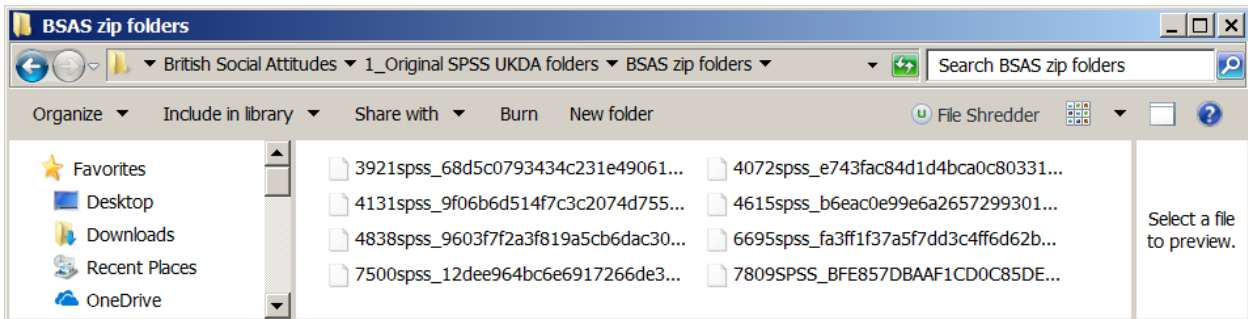 BSAS zip folders
British Social Attitudes 1_Original SPSS UKDA folders BSAS zip folders Search BSAS zip folders
Organize Include in library Share with Burn New folder File Shredder
Favorites 3921spss_68d5c0793434c231e49061... 4072spss_e743fac84d1d4bca0c80331...
Desktop 4131spss_9f06b6d514f7c3c2074d755... 4615spss_b6eac0e99e6a2657299301...
Downloads 4838spss_9603f7f2a3f819a5cb6dac30... 6695spss_fa3ff1f37a5f7dd3c4ff6d62b...
Recent Places 7500spss_12dee964bc6e6917266de3... 7809SPSS_BFE857DBAAF1CD0C85DE...
OneDrive
Select a file
to preview.